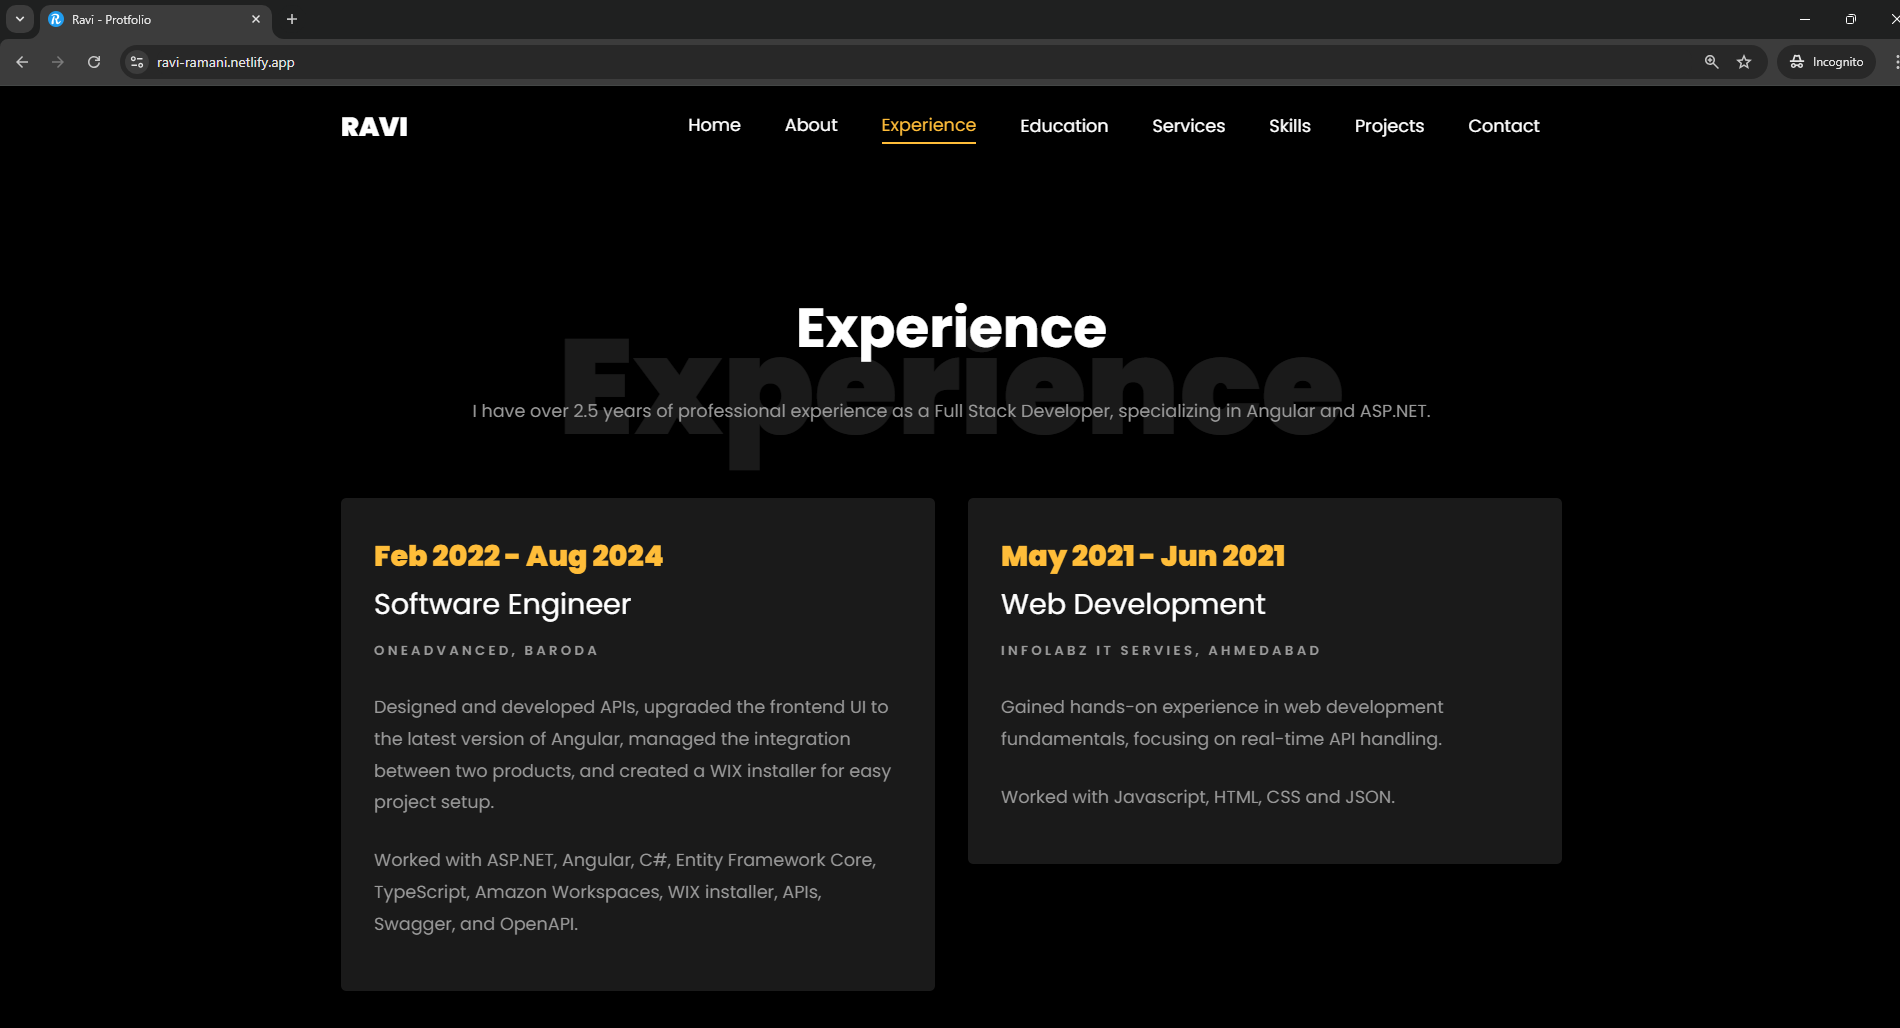 Ravi - Protfolio
ravi-ramani.netlify.app
Incognito
RAVI
Home About Experience Education Services Skills Projects Contact
Experience
Experience
I have over 2.5 years of professional experience as a Full Stack Developer, specializing in Angular and ASP.NET.
Feb 2022 - Aug 2024
Software Engineer
ONEADVANCED, BARODA
Designed and developed APIs, upgraded the frontend UI to
the latest version of Angular, managed the integration
between two products, and created a WIX installer for easy
project setup.
Worked with ASP.NET, Angular, C#, Entity Framework Core,
TypeScript, Amazon Workspaces, WIX installer, APIs,
Swagger, and OpenAPI.
May 2021 - Jun 2021
Web Development
INFOLABZ IT SERVIES, AHMEDABAD
Gained hands-on experience in web development
fundamentals, focusing on real-time API handling.
Worked with Javascript, HTML, CSS and JSON.